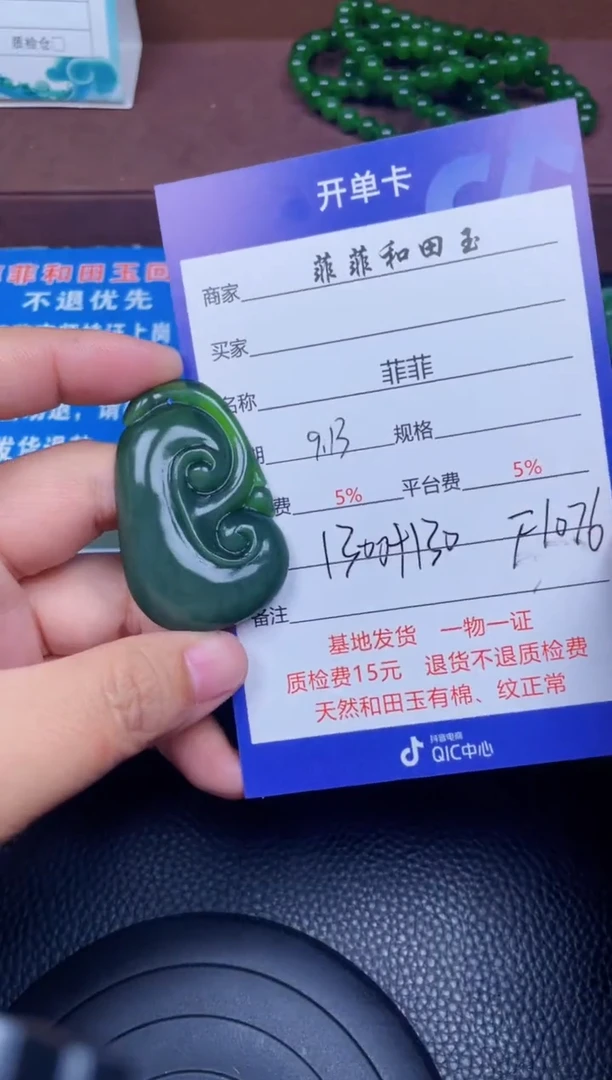 质检仓
菲和田玉
不退优先
开单卡
商家 菲菲和田玉
买家
名称 菲菲
期 9.13 规格
费 5% 平台费 5%
1300+130
备注
基地发货 一物一证
质检费15元 退货不退质检费
天然和田玉有棉、纹正常
抖音电商
QIC中心